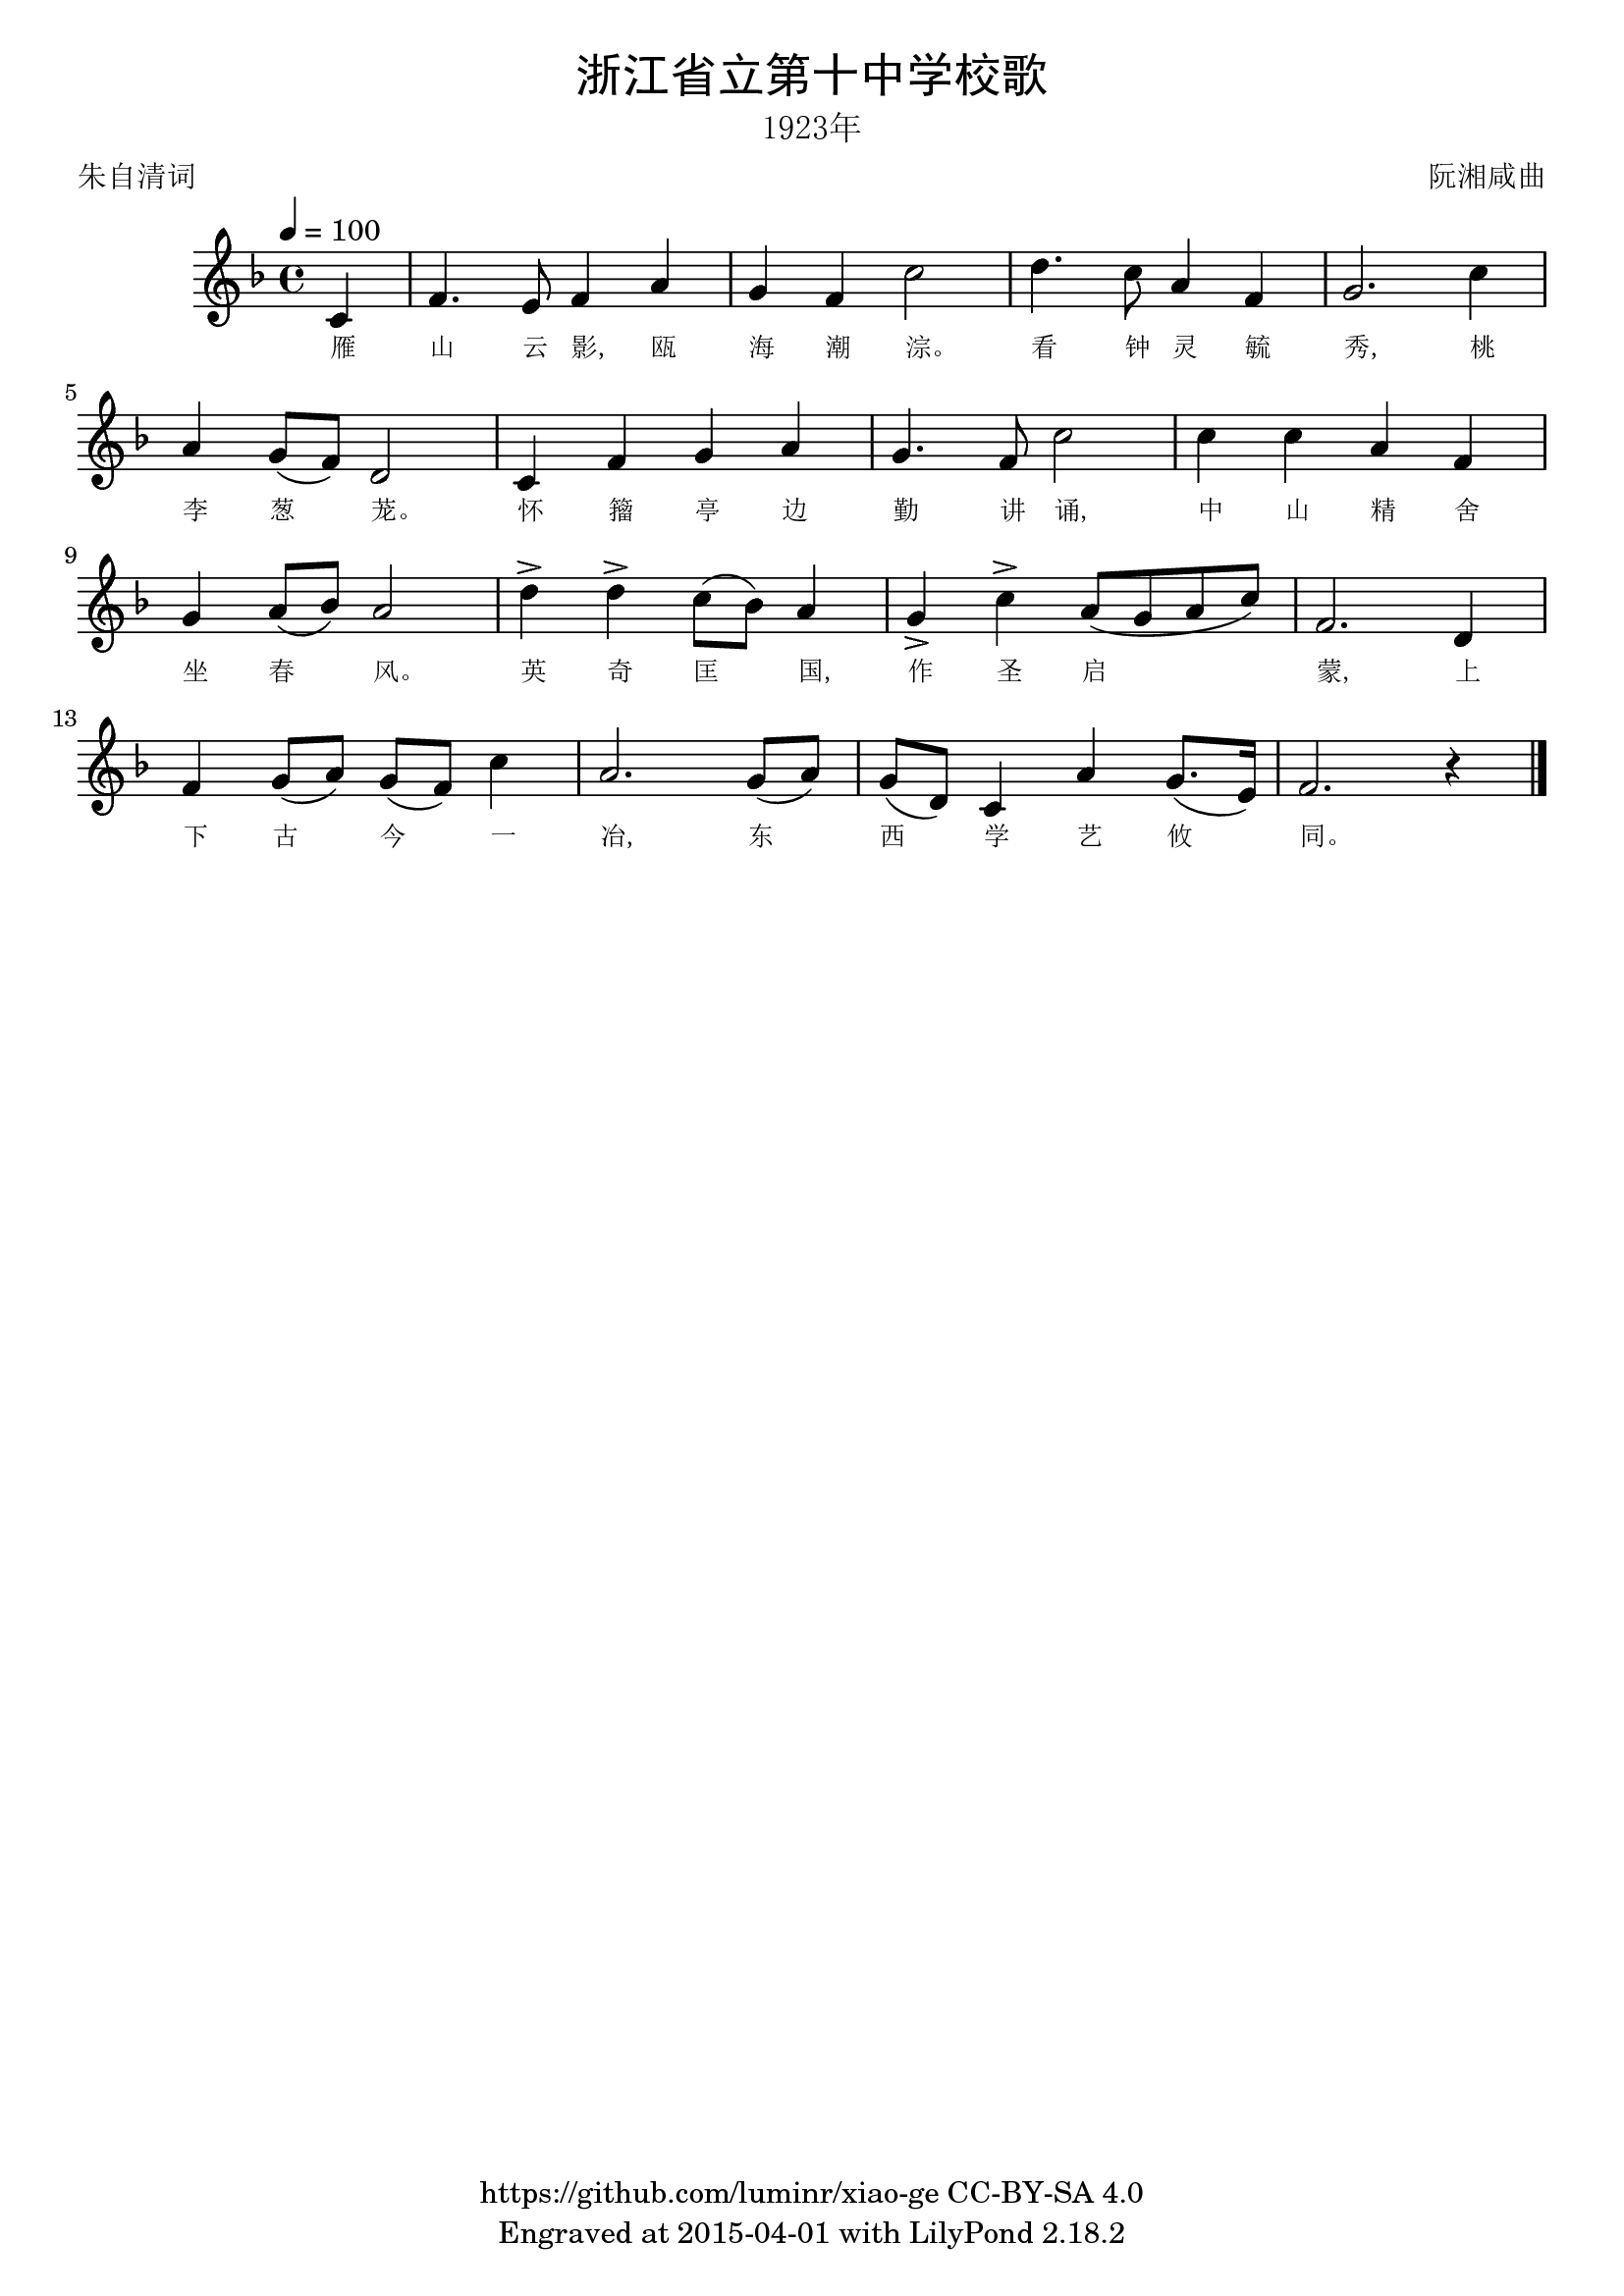 浙江省立第十中学校歌
1923年
朱自清词
阮湘咸曲
= 100
雁 山 云 影, 瓯 海 潮 淙。 看 钟 灵 毓 秀, 桃
5
李 葱 茏。 怀 籀 亭 边 勤 讲 诵, 中 山 精 舍
9
坐 春 风。 英 奇 匡 国, 作 圣 启 蒙, 上
13
下 古 今 一 冶, 东 西 学 艺 攸 同。
https://github.com/luminr/xiao-ge CC-BY-SA 4.0
Engraved at 2015-04-01 with LilyPond 2.18.2